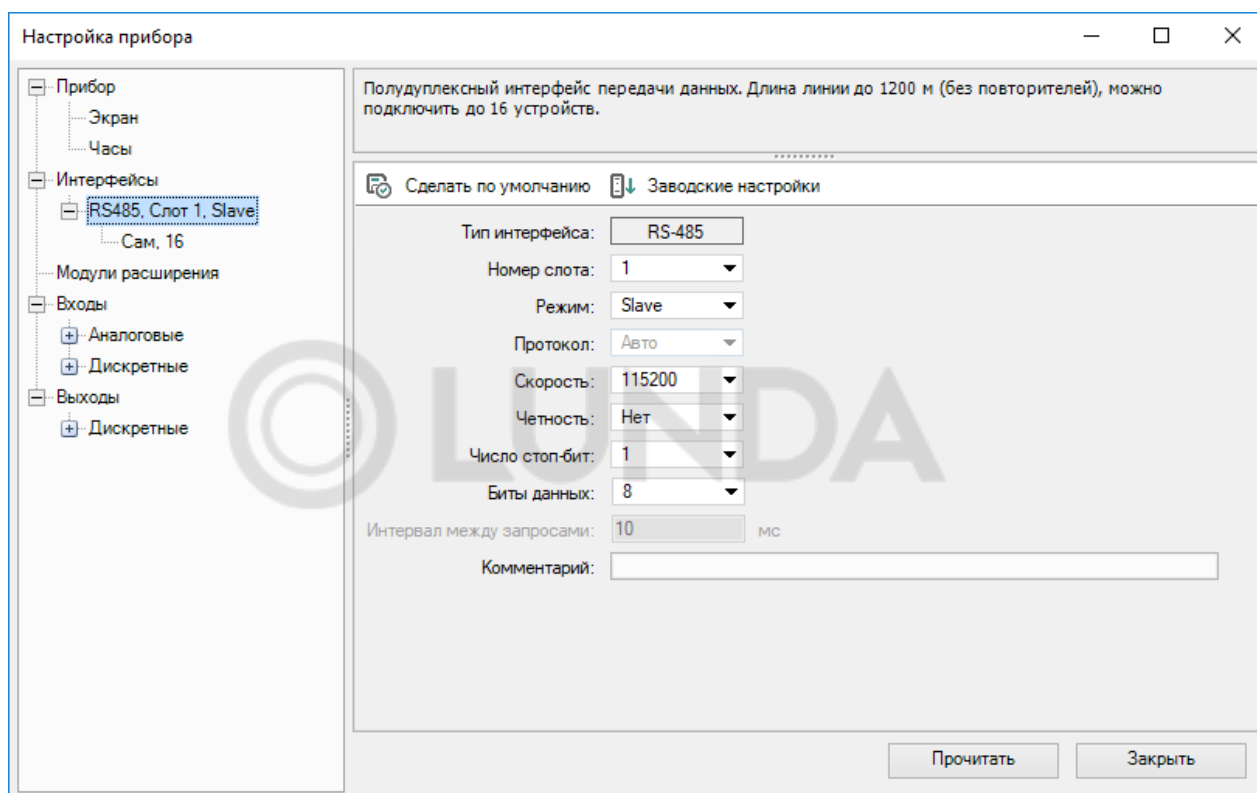 Настройка прибора
Прибор
Экран
Часы
Интерфейсы
RS485, Слот 1, Slave
Сам, 16
Модули расширения
Входы
Аналоговые
Дискретные
Выходы
Дискретные
Полудуплексный интерфейс передачи данных. Длина линии до 1200 м (без повторителей), можно
подключить до 16 устройств.
Сделать по умолчанию Заводские настройки
Тип интерфейса: RS-485
Номер слота: 1
Режим: Slave
Протокол: Авто
Скорость: 115200
Четность: Нет
Число стоп-бит: 1
Биты данных: 8
Интервал между запросами: 10 мс
Комментарий:
LUNDA
Прочитать Закрыть